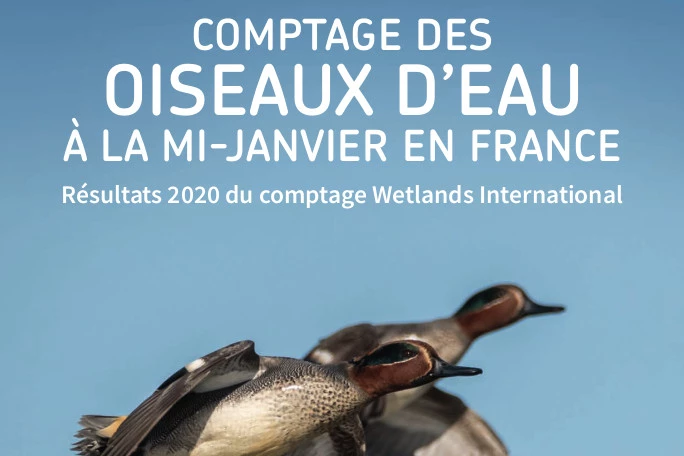 COMPTAGE DES
OISEAUX D’EAU
À LA MI-JANVIER EN FRANCE
Résultats 2020 du comptage Wetlands International